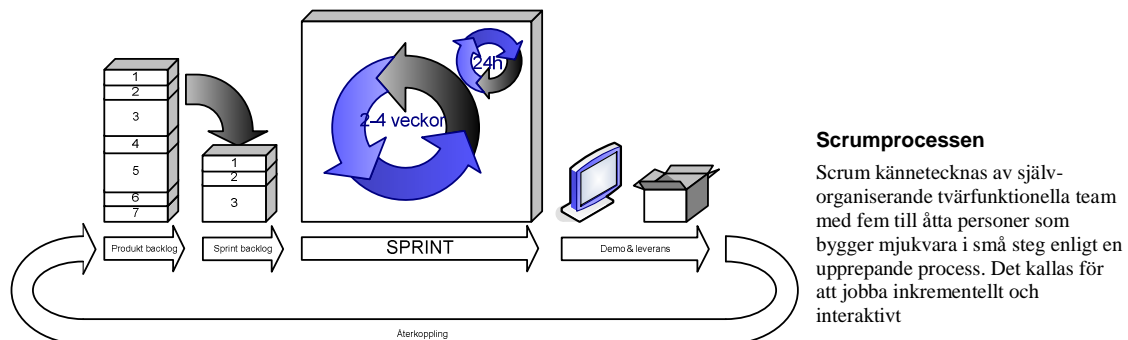 1
2
3
4
5
6
7
1
2
3
24h
2-4 veckor
Produkt backlog
Sprint backlog
SPRINT
Demo & leverans
Återkoppling
Scrumprocessen
Scrum kännetecknas av själv-
organiserande tvärfunktionella team
med fem till åtta personer som
bygger mjukvara i små steg enligt en
upprepande process. Det kallas för
att jobba inkrementellt och
interaktivt